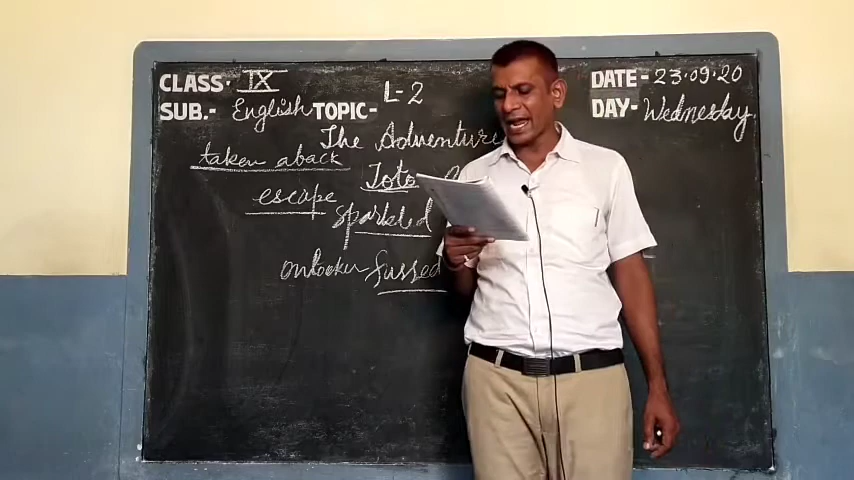 CLASS- IX
SUB.- English TOPIC- L-2
DATE- 23.09.20
DAY- Wednesday
The Adventure
taken aback Toto
escape sparkled
onlooker fussed